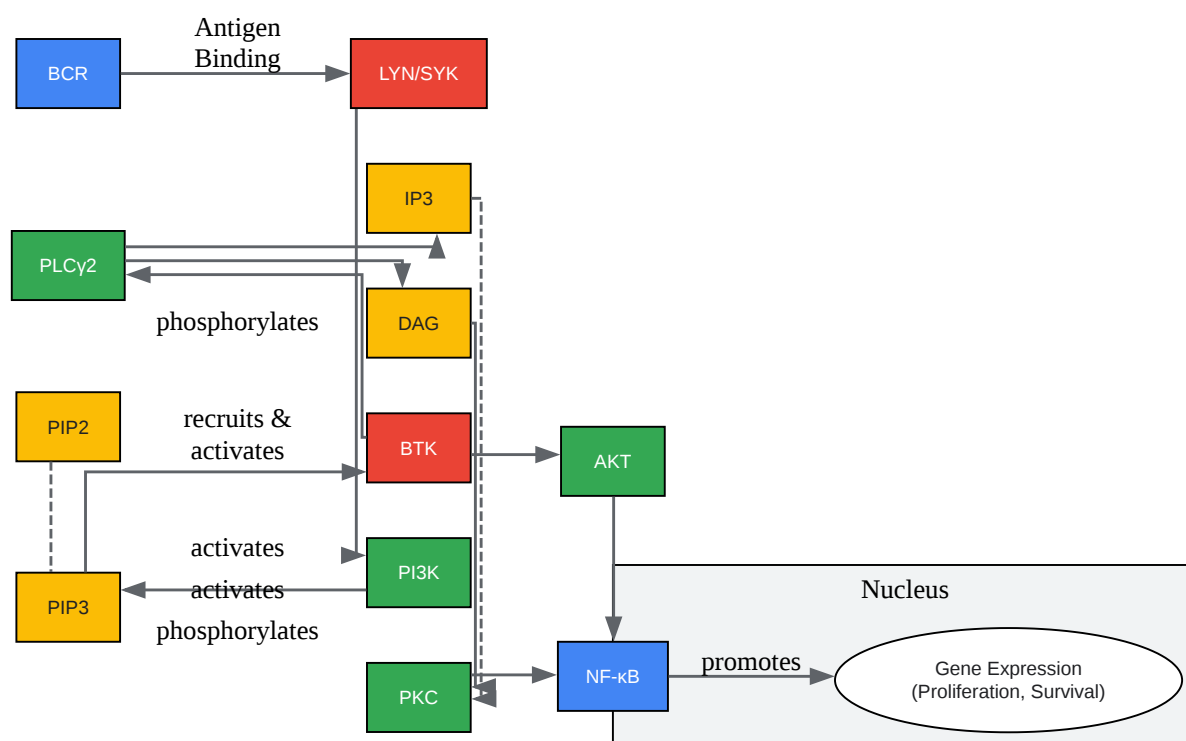 Antigen
Binding
BCR
LYN/SYK
IP3
PLCγ2
phosphorylates
DAG
PIP2
recruits &
activates
BTK
AKT
activates
PI3K
activates
PIP3
phosphorylates
Nucleus
PKC
NF-κB
promotes
Gene Expression
(Proliferation, Survival)